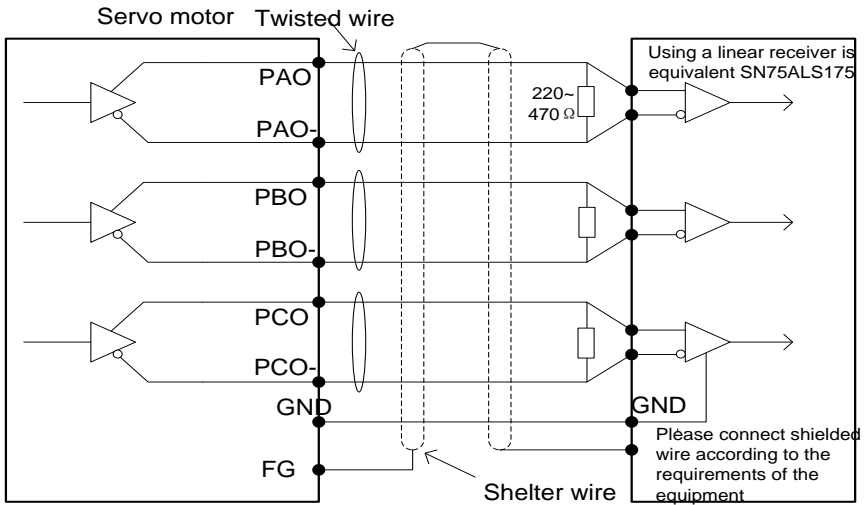 Servo motor
Twisted wire
Using a linear receiver is
equivalent SN75ALS175
PAO
220~
470 Ω
PAO-
PBO
PBO-
PCO
PCO-
GND
GND
Please connect shielded
wire according to the
requirements of the
equipment
FG
Shelter wire